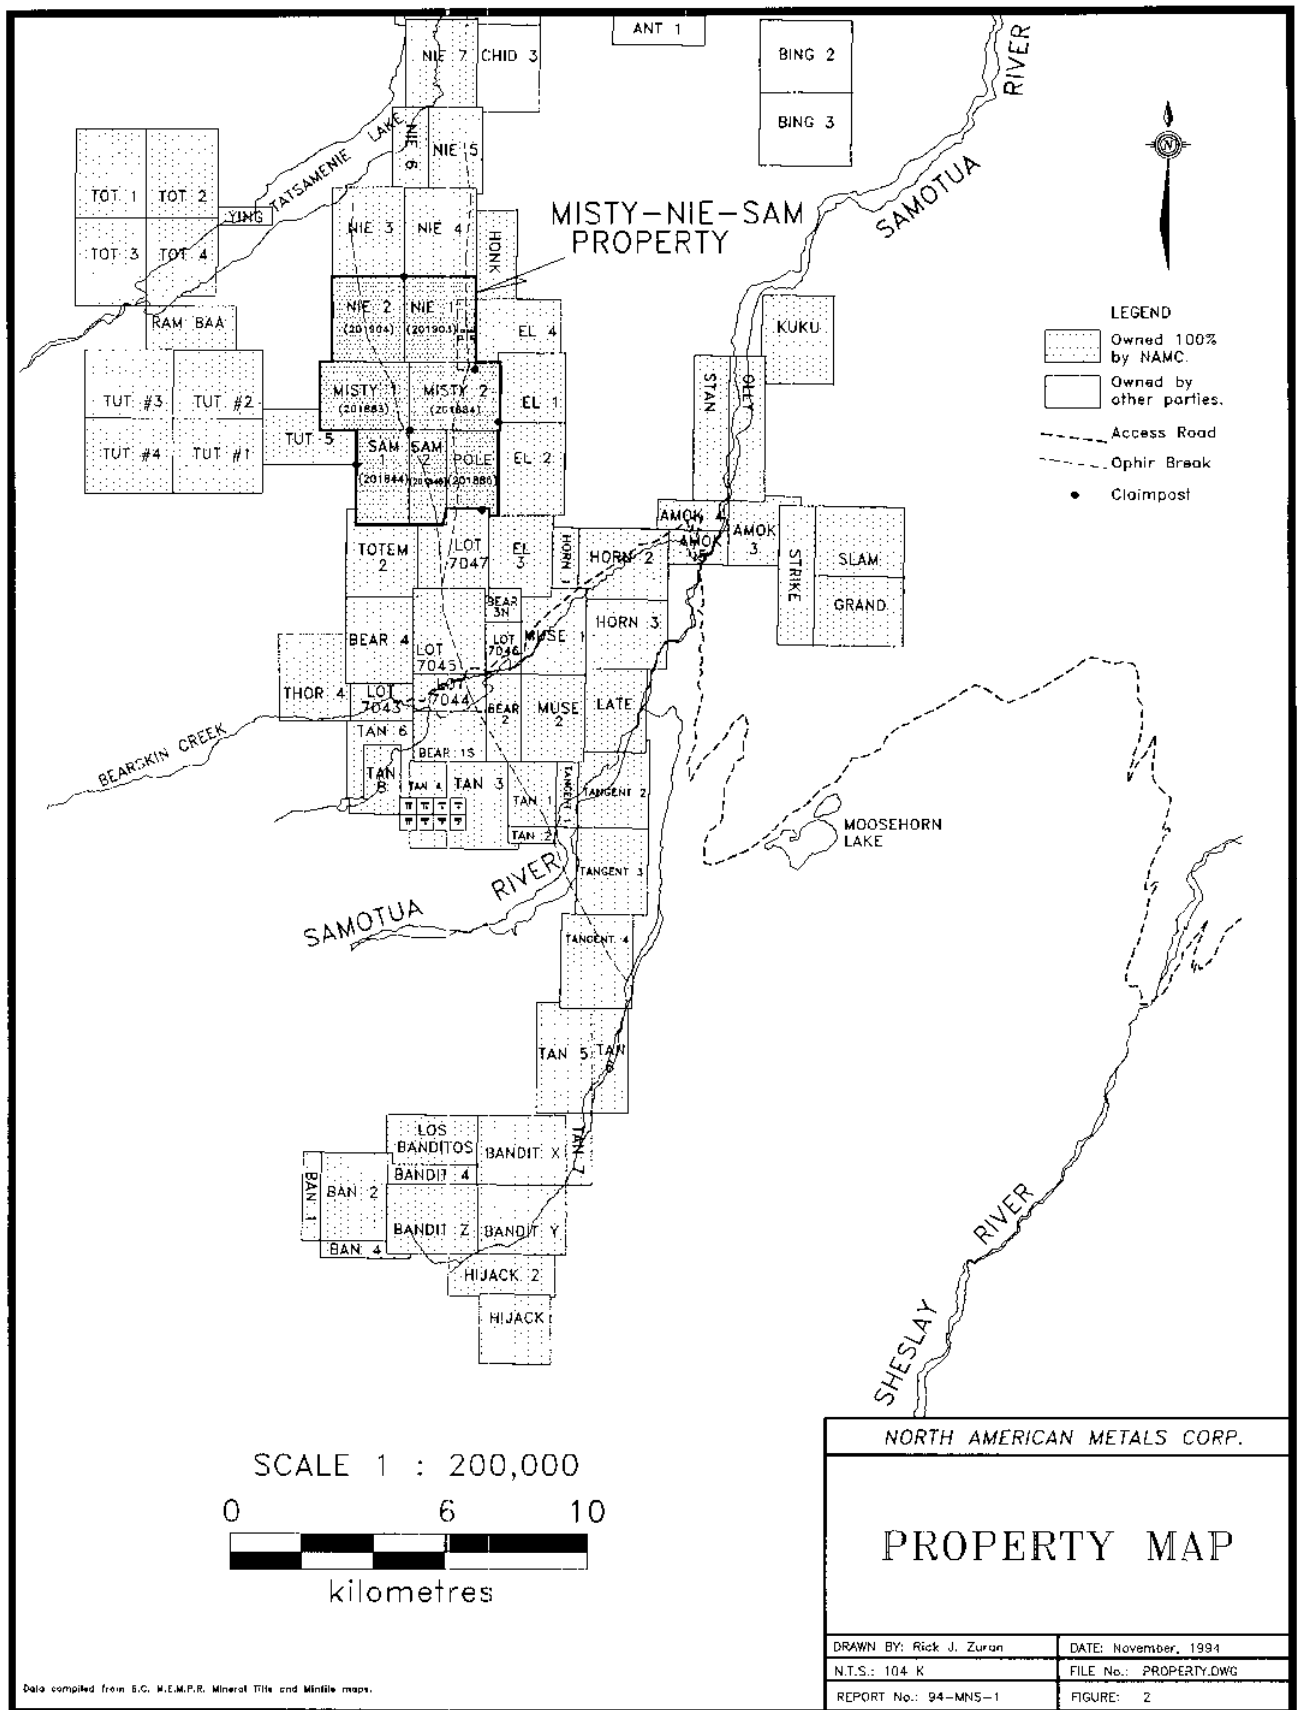 ANT 1
NIE 7
CHID 3
BING 2
BING 3
RIVER
SAMOTUA
TATSAMENIE LAKE
NIE 6
NIE 5
TOT 1
TOT 2
YING
TOT 3
TOT 4
NIE 3
NIE 4
HONK
MISTY-NIE-SAM
PROPERTY
N
RAM BAA
NIE 2
(201904)
NIE 1
(201903)
EL 4
KUKU
LEGEND
Owned 100%
by NAMC.
Owned by
other parties.
Access Road
Ophir Break
Claimpost
TUT #3
TUT #2
TUT #4
TUT #1
TUT 5
MISTY 1
(201883)
MISTY 2
(201884)
EL 1
STAN
OLLY
SAM
1
(201844)
SAM
2
POLE
(201886)
EL 2
TOTEM
2
LOT
7047
EL
3
HORN 1
HORN 2
AMOK 4
AMOK
5
AMOK
3
STRIKE
SLAM
GRAND
BEAR
3N
BEAR 4
LOT
7045
LOT
7046
MUSE 1
HORN 3
THOR 4
LOT
7043
LOT
7044
BEAR
2
MUSE
2
LATE
BEARSKIN CREEK
TAN 6
BEAR 1S
TAN
8
TAN 4
TAN 3
TAN 1
TAN 2
TANGENT 1
TANGENT 2
MOOSEHORN
LAKE
TANGENT 3
SAMOTUA RIVER
TANGENT 4
TAN 5
TAN
6
LOS
BANDITOS
BANDIT X
TAN 7
BANDIT 4
BAN 1
BAN 2
BANDIT Z
BANDIT Y
BAN 4
HIJACK 2
HIJACK
SHESLAY RIVER
SCALE 1 : 200,000
0 6 10
kilometres
NORTH AMERICAN METALS CORP.
PROPERTY MAP
DRAWN BY: Rick J. Zuran
DATE: November, 1994
N.T.S.: 104 K
FILE No.: PROPERTY.DWG
REPORT No.: 94-MNS-1
FIGURE: 2
Data compiled from B.C. M.E.M.P.R. Mineral Title and Minfile maps.